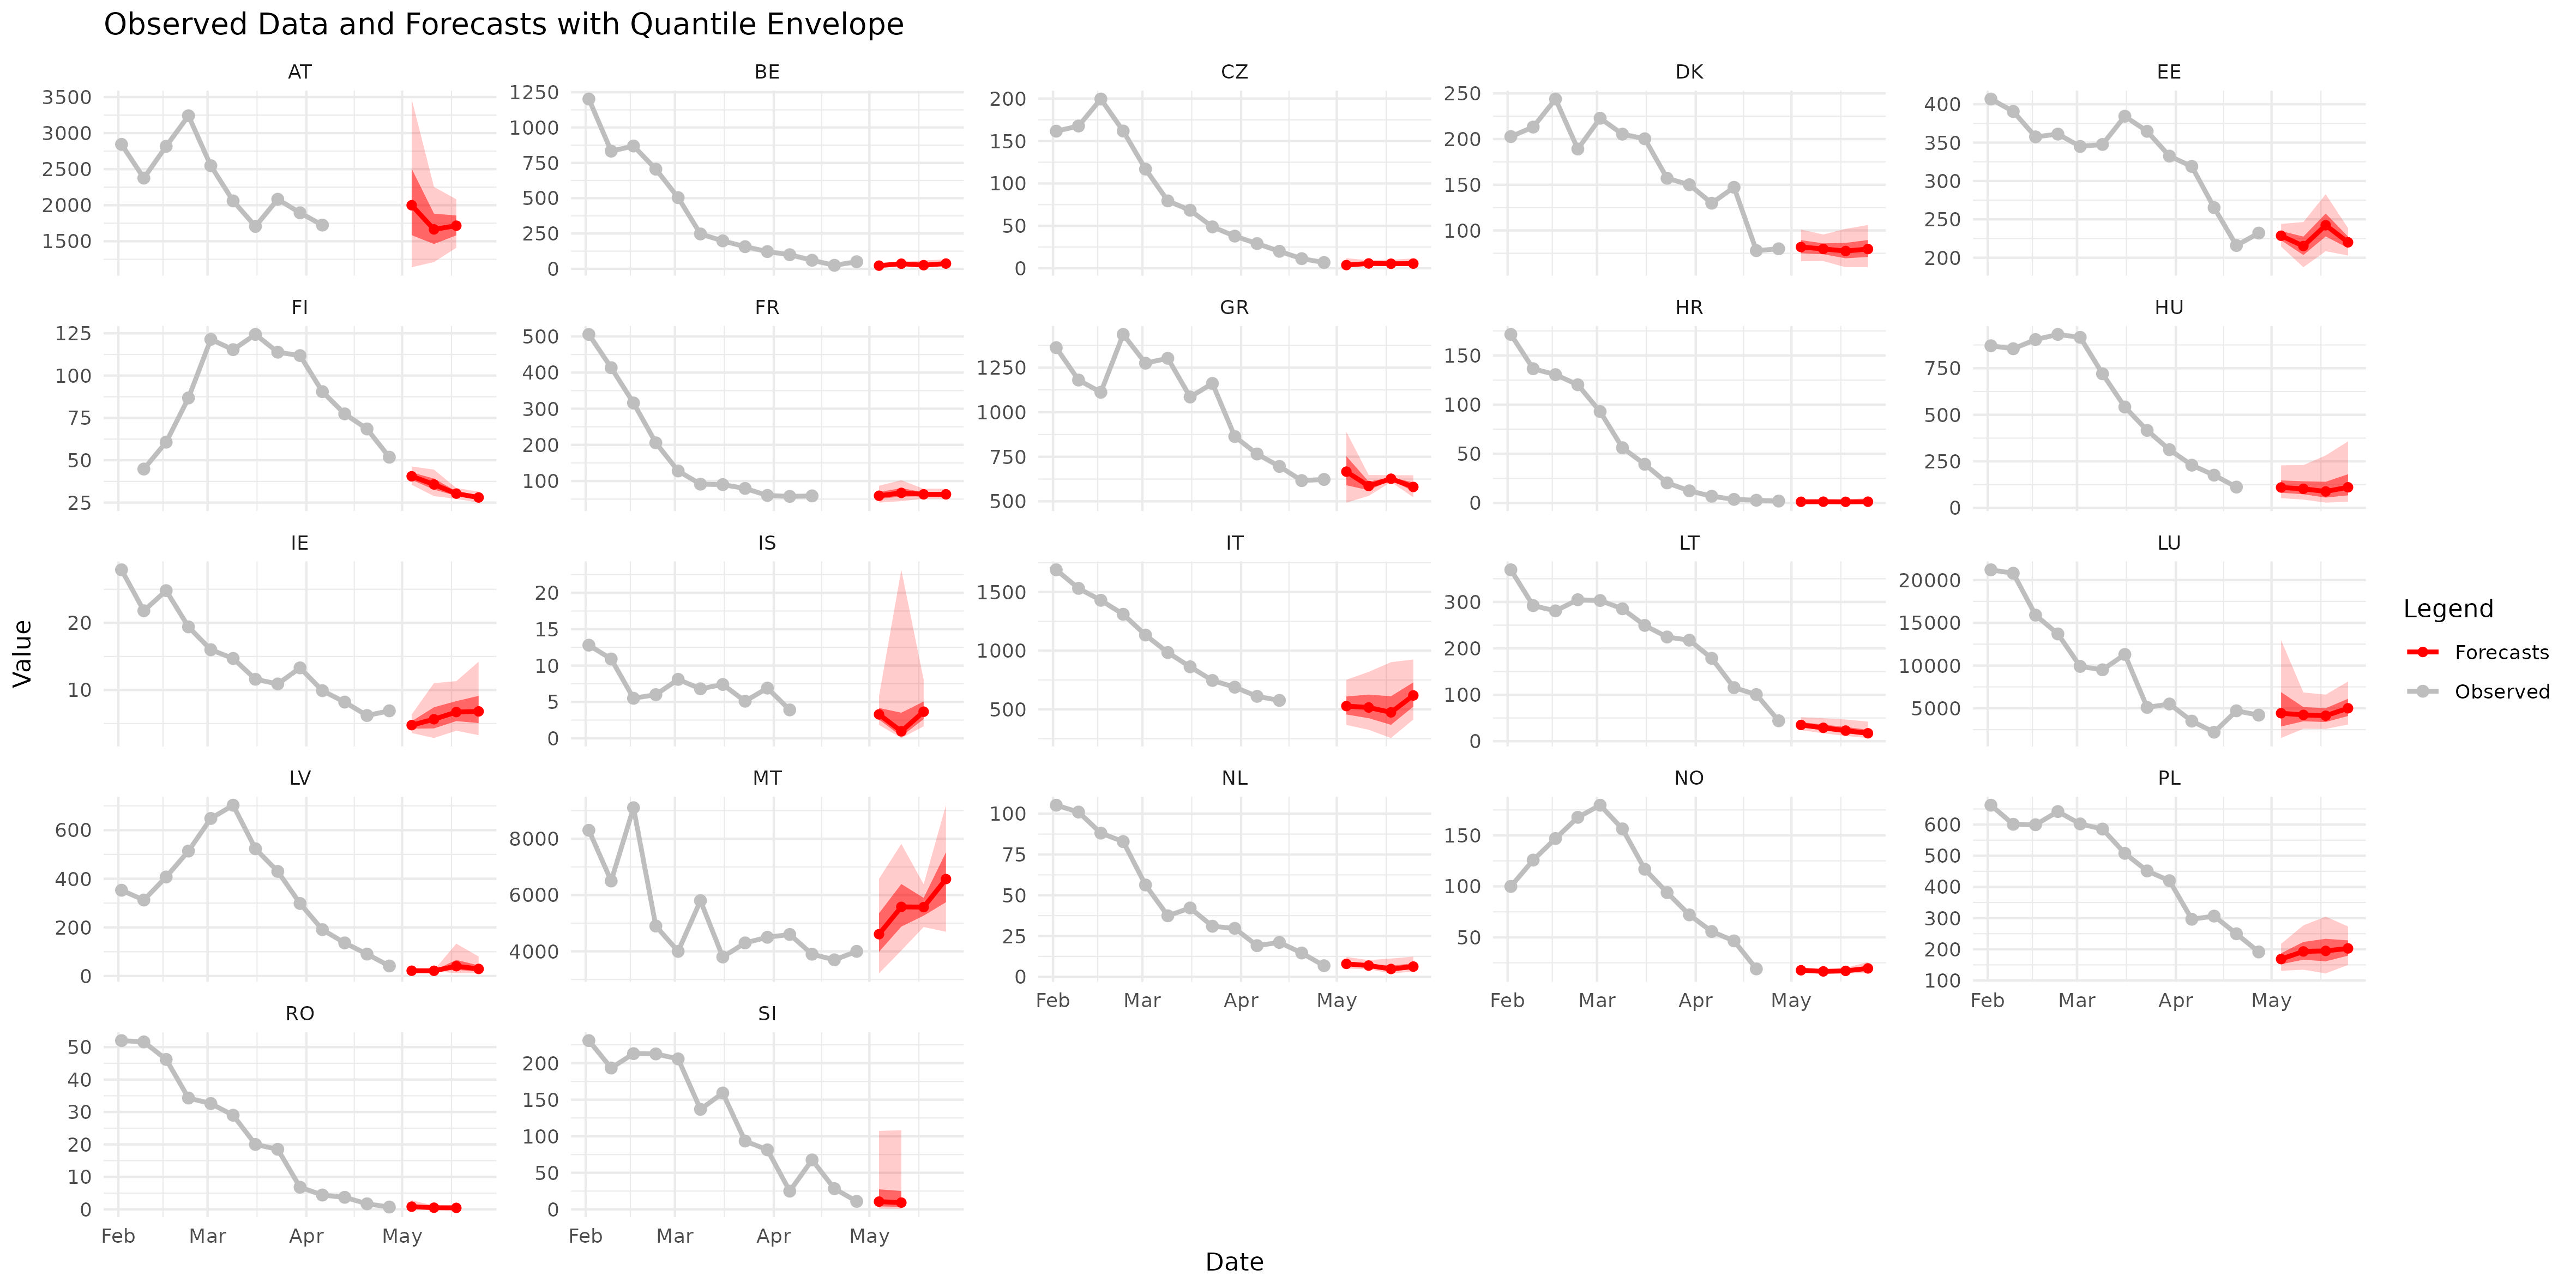 Observed Data and Forecasts with Quantile Envelope
AT BE CZ DK EE
3500 3000 2500 2000 1500
1250 1000 750 500 250 0
200 150 100 50 0
250 200 150 100
400 350 300 250 200
FI FR GR HR HU
125 100 75 50 25
500 400 300 200 100
1250 1000 750 500
150 100 50 0
750 500 250 0
IE IS IT LT LU
20 10
20 15 10 5 0
1500 1000 500
300 200 100 0
20000 15000 10000 5000
LV MT NL NO PL
600 400 200 0
8000 6000 4000
100 75 50 25 0
150 100 50
600 500 400 300 200 100
Feb Mar Apr May
Feb Mar Apr May
Feb Mar Apr May
RO SI
50 40 30 20 10 0
200 150 100 50 0
Feb Mar Apr May
Feb Mar Apr May
Date
Value
Legend
Forecasts
Observed